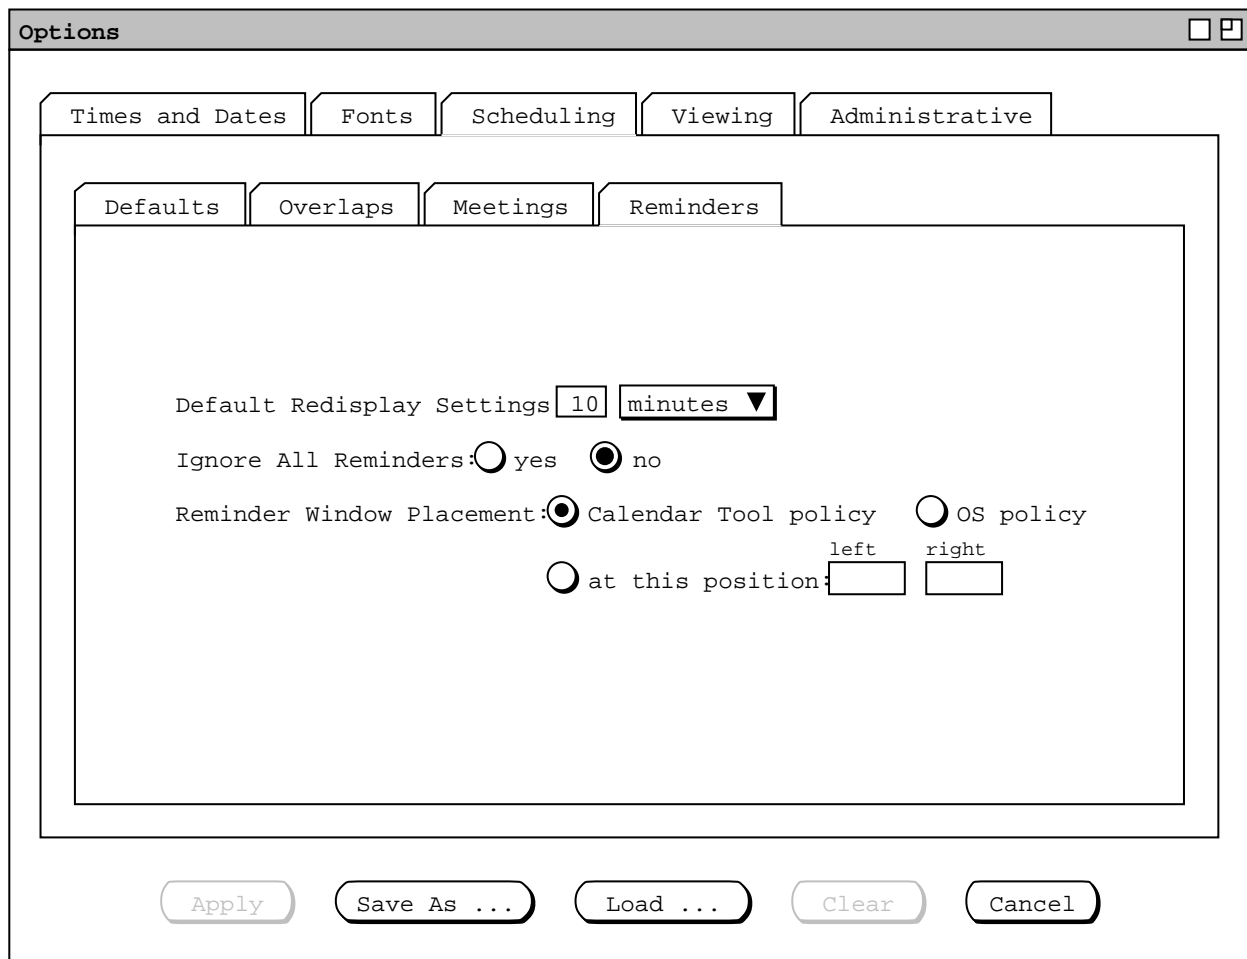 Options
Times and Dates Fonts Scheduling Viewing Administrative
Defaults Overlaps Meetings Reminders
Default Redisplay Settings 10 minutes ▼
Ignore All Reminders: yes no
Reminder Window Placement: Calendar Tool policy OS policy
left right
at this position:
Apply Save As ... Load ... Clear Cancel